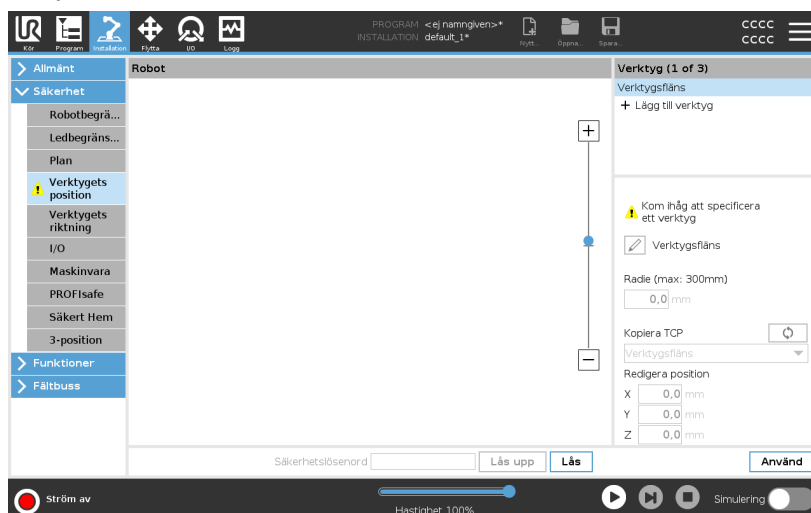 UR
PROGRAM <ej namngiven>*
INSTALLATION default_1*
cccc
cccc
Kör Program Installation Flytta I/O Logg Nytt... Öppna... Spara...
Allmänt
Säkerhet
Robotbegrä...
Ledbegräns...
Plan
Verktygets
position
Verktygets
riktning
I/O
Maskinvara
PROFIsafe
Säkert Hem
3-position
Funktioner
Fältbuss
Robot
+
−
Säkerhetslösenord Lås upp Lås
Verktyg (1 of 3)
Verktygsfläns
+ Lägg till verktyg
Kom ihåg att specificera
ett verktyg
Verktygsfläns
Radie (max: 300mm)
0,0 mm
Kopiera TCP
Verktygsfläns
Redigera position
X 0,0 mm
Y 0,0 mm
Z 0,0 mm
Använd
Ström av
Hastighet 100%
Simulering